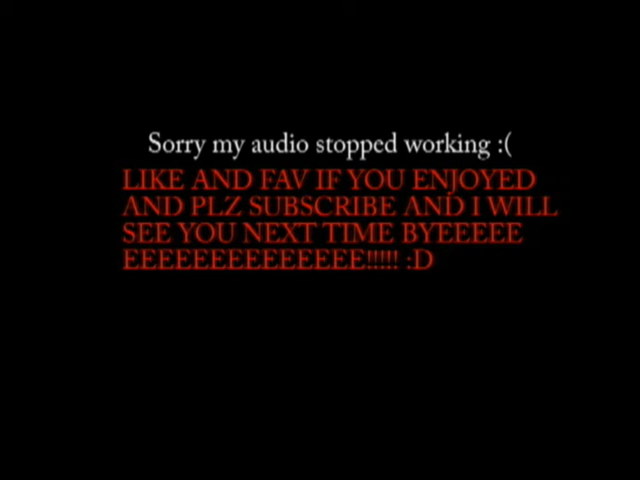 Sorry my audio stopped working :(
LIKE AND FAV IF YOU ENJOYED
AND PLZ SUBSCRIBE AND I WILL
SEE YOU NEXT TIME BYEEEEE
EEEEEEEEEEEEEEE!!!!! :D